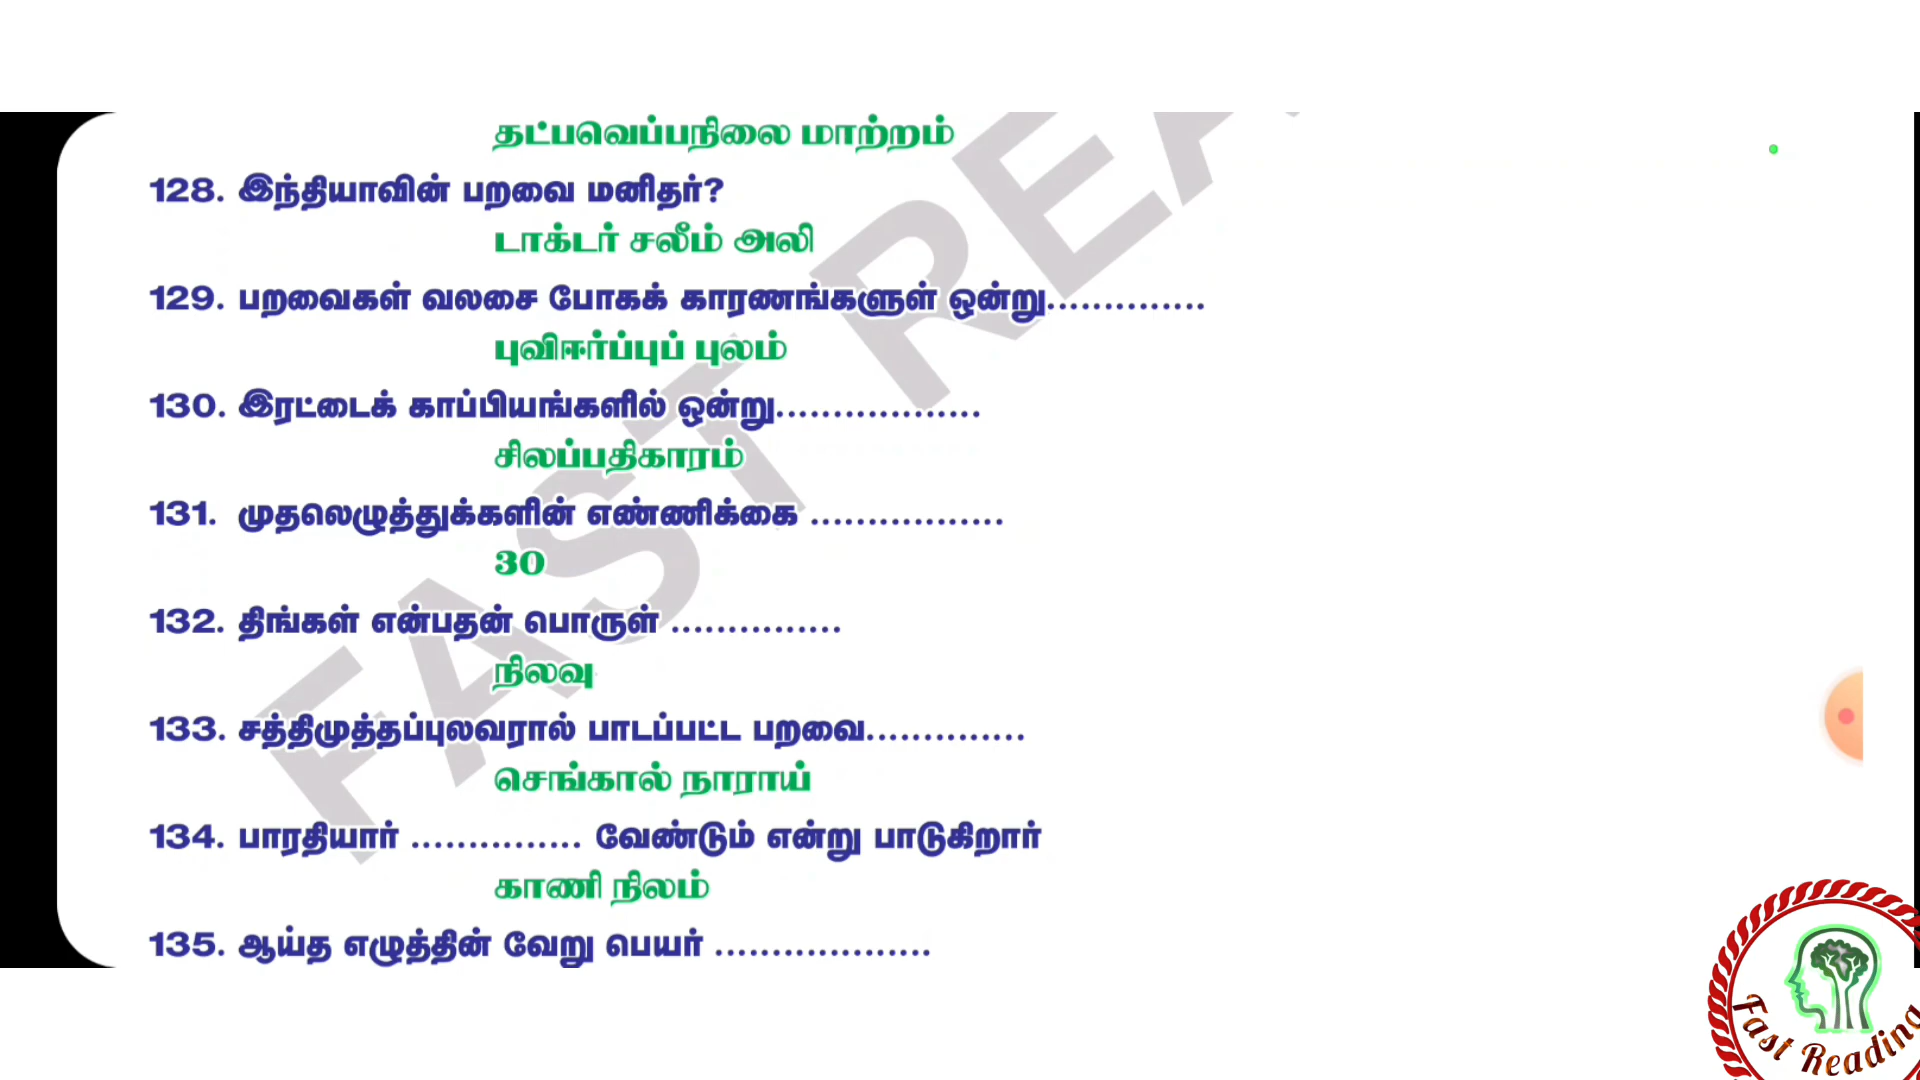 தட்பவெப்பநிலை மாற்றம்
128. இந்தியாவின் பறவை மனிதர்?
டாக்டர் சலீம் அலி
129. பறவைகள் வலசை போகக் காரணங்களுள் ஒன்று..............
புவிஈர்ப்புப் புலம்
130. இரட்டைக் காப்பியங்களில் ஒன்று..................
சிலப்பதிகாரம்
131. முதலெழுத்துக்களின் எண்ணிக்கை .................
30
132. திங்கள் என்பதன் பொருள் ...............
நிலவு
133. சத்திமுத்தப்புலவரால் பாடப்பட்ட பறவை..............
செங்கால் நாராய்
134. பாரதியார் ............... வேண்டும் என்று பாடுகிறார்
காணி நிலம்
135. ஆய்த எழுத்தின் வேறு பெயர் ...................
FAST REA
Fast Reading